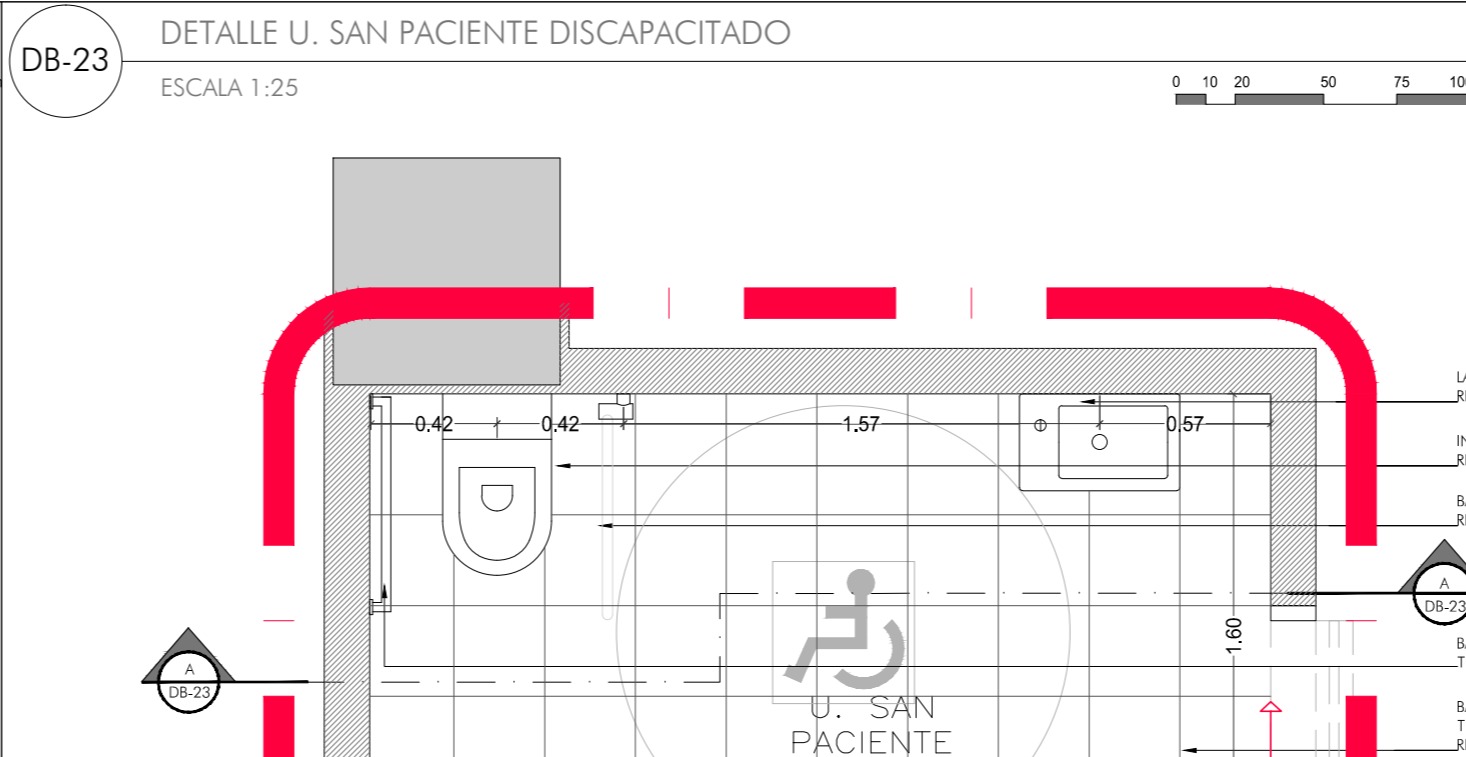 DETALLE U. SAN PACIENTE DISCAPACITADO
DB-23
ESCALA 1:25
0 10 20 50 75
0.42 0.42 1.57 0.57
A
DB-23
1.60
A
DB-23
U. SAN
PACIENTE